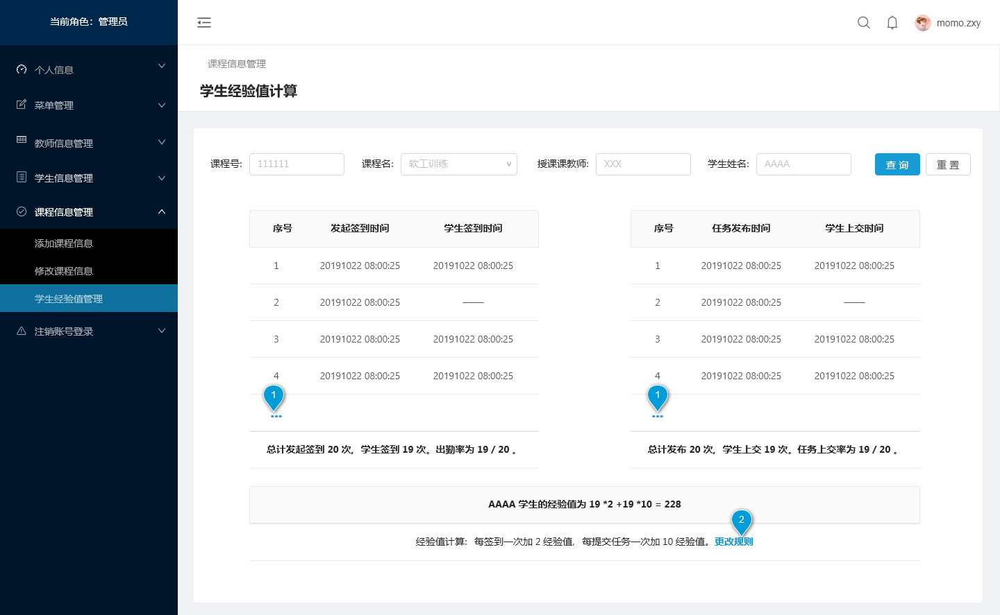 当前角色：管理员
momo.zxy
个人信息
菜单管理
教师信息管理
学生信息管理
课程信息管理
添加课程信息
修改课程信息
学生经验值管理
注销账号登录
课程信息管理
学生经验值计算
课程号: 111111 课程名: 软工训练 授课课教师: XXX 学生姓名: AAAA 查 询 重 置
序号 发起签到时间 学生签到时间
1 20191022 08:00:25 20191022 08:00:25
2 20191022 08:00:25 ——
3 20191022 08:00:25 20191022 08:00:25
4 20191022 08:00:25 20191022 08:00:25
1
...
总计发起签到 20 次，学生签到 19 次。出勤率为 19 / 20 。
序号 任务发布时间 学生上交时间
1 20191022 08:00:25 20191022 08:00:25
2 20191022 08:00:25 ——
3 20191022 08:00:25 20191022 08:00:25
4 20191022 08:00:25 20191022 08:00:25
1
...
总计发布 20 次，学生上交 19 次。任务上交率为 19 / 20 。
AAAA 学生的经验值为 19 *2 +19 *10 = 228
2
经验值计算：每签到一次加 2 经验值，每提交任务一次加 10 经验值。更改规则